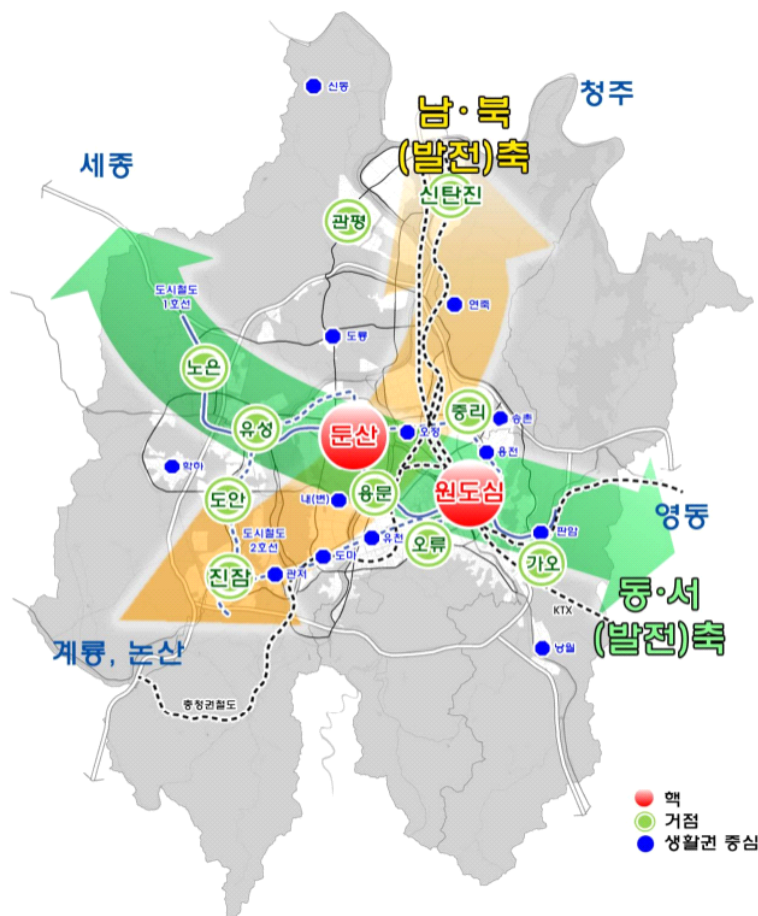 신동
청주
남·북
(발전)축
세종
신탄진
관평
도시철도
1호선
연축
도룡
노은
중리
송촌
유성
둔산
오정
용전
학하
도안
내(변)
용문
원도심
영동
도시철도
2호선
유천
판암
도마
오류
가오
진잠
관저
동·서
(발전)축
KTX
낭월
계룡, 논산
충청권철도
핵
거점
생활권 중심